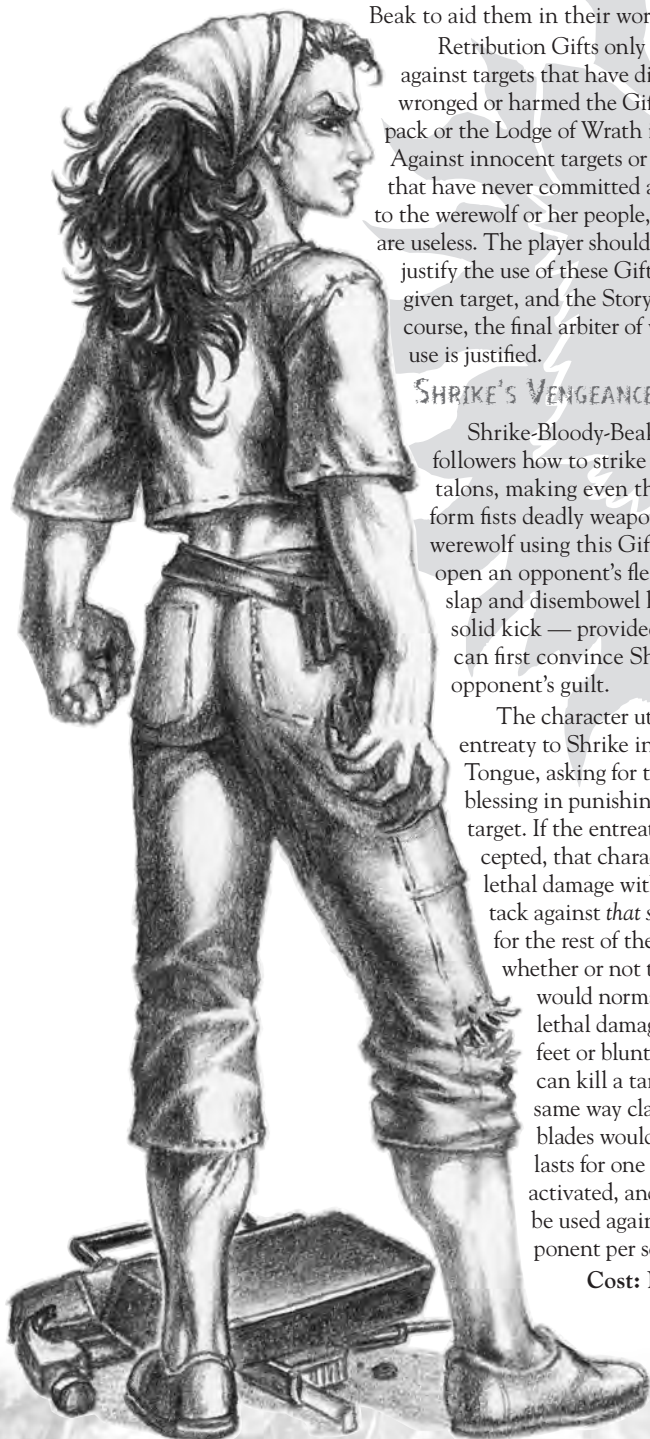 Beak to aid them in their wor
Retribution Gifts only
against targets that have di
wronged or harmed the Gif
pack or the Lodge of Wrath
Against innocent targets or
that have never committed a
to the werewolf or her people,
are useless. The player should
justify the use of these Gift
given target, and the Story
course, the final arbiter of
use is justified.
SHRIKE'S VENGEANCE
Shrike-Bloody-Beak
followers how to strike
talons, making even th
form fists deadly weapo
werewolf using this Gif
open an opponent's fle
slap and disembowel
solid kick — provided
can first convince Sh
opponent's guilt.
The character ut
entreaty to Shrike in
Tongue, asking for t
blessing in punishin
target. If the entreat
cepted, that charac
lethal damage with
tack against that s
for the rest of the
whether or not t
would norm
lethal damag
feet or blunt
can kill a tar
same way cla
blades would
lasts for one
activated, and
be used again
ponent per s
Cost: